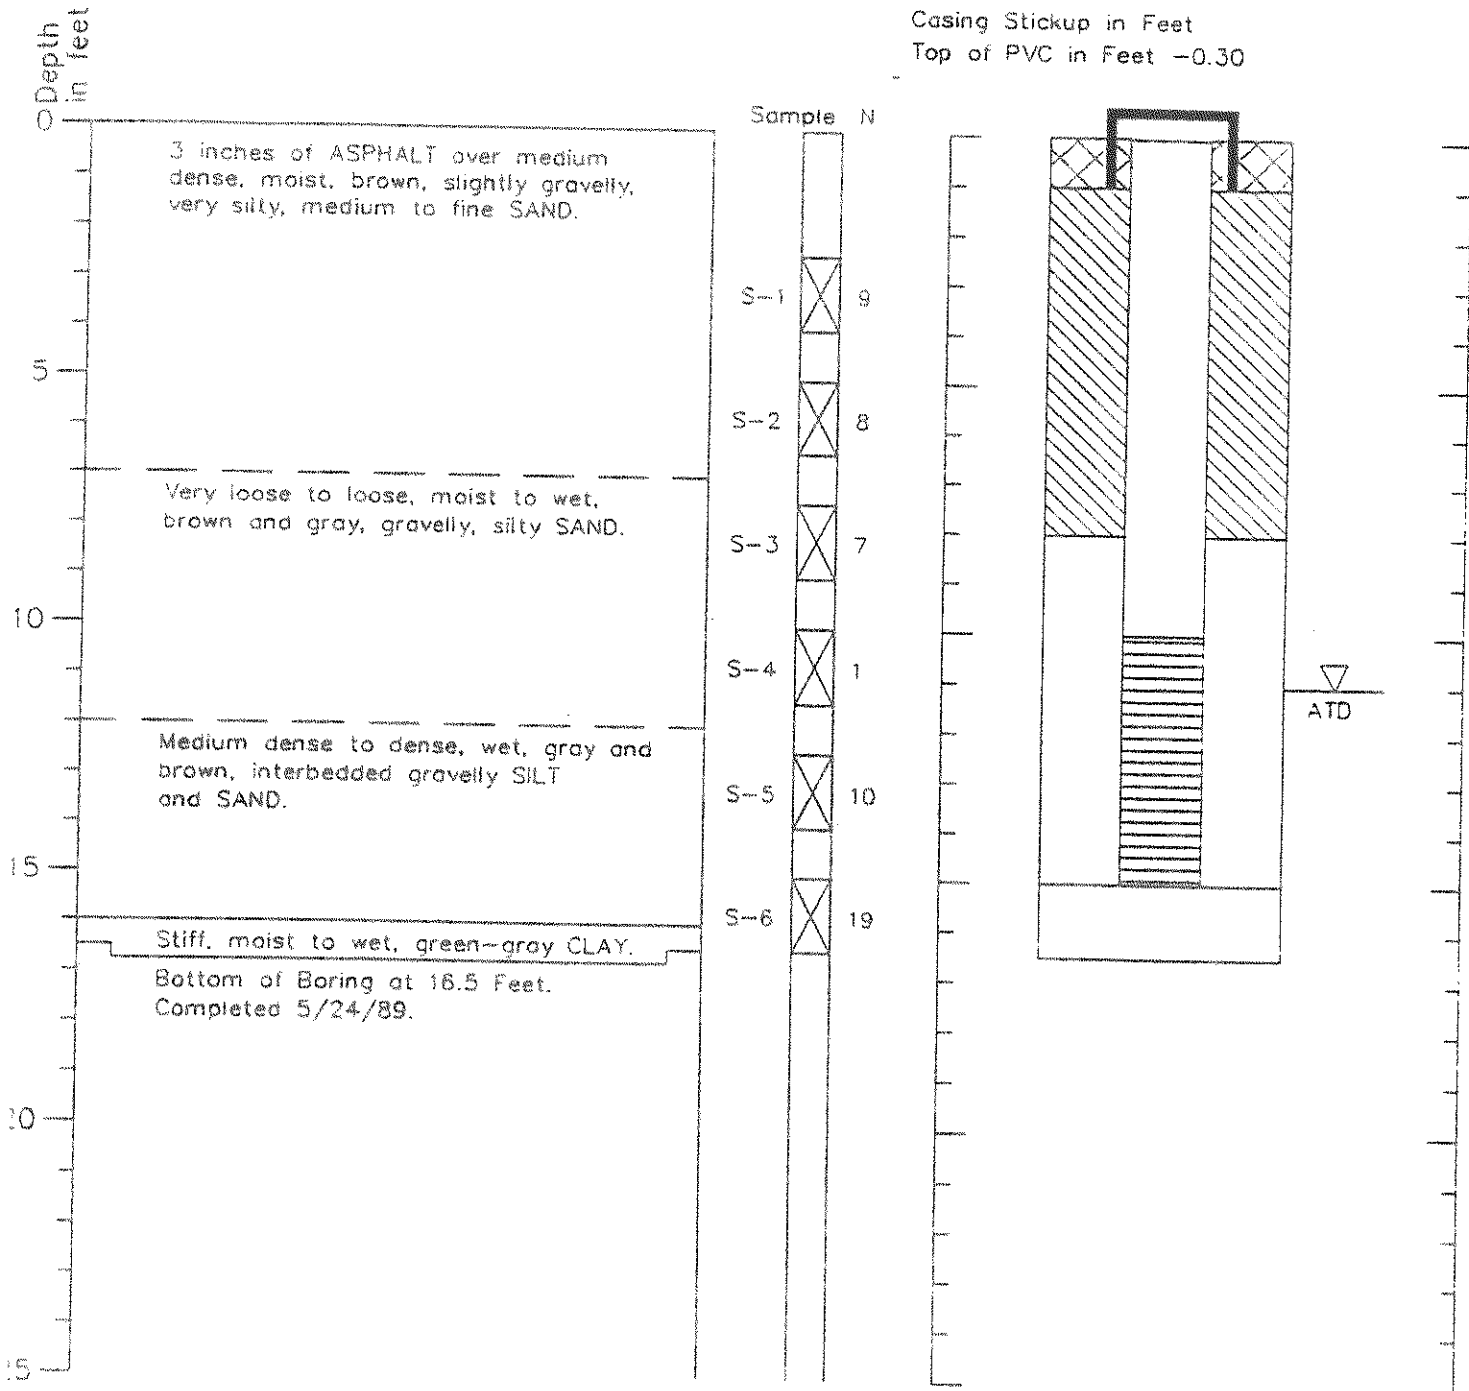 Casing Stickup in Feet
Top of PVC in Feet -0.30
Depth
in feet
Sample N
0
3 inches of ASPHALT over medium
dense, moist, brown, slightly gravelly,
very silty, medium to fine SAND.
S-1 9
5
S-2 8
Very loose to loose, moist to wet,
brown and gray, gravelly, silty SAND.
S-3 7
10
S-4 1
ATD
Medium dense to dense, wet, gray and
brown, interbedded gravelly SILT
and SAND.
S-5 10
15
S-6 19
Stiff, moist to wet, green-gray CLAY.
Bottom of Boring at 16.5 Feet.
Completed 5/24/89.
20
25